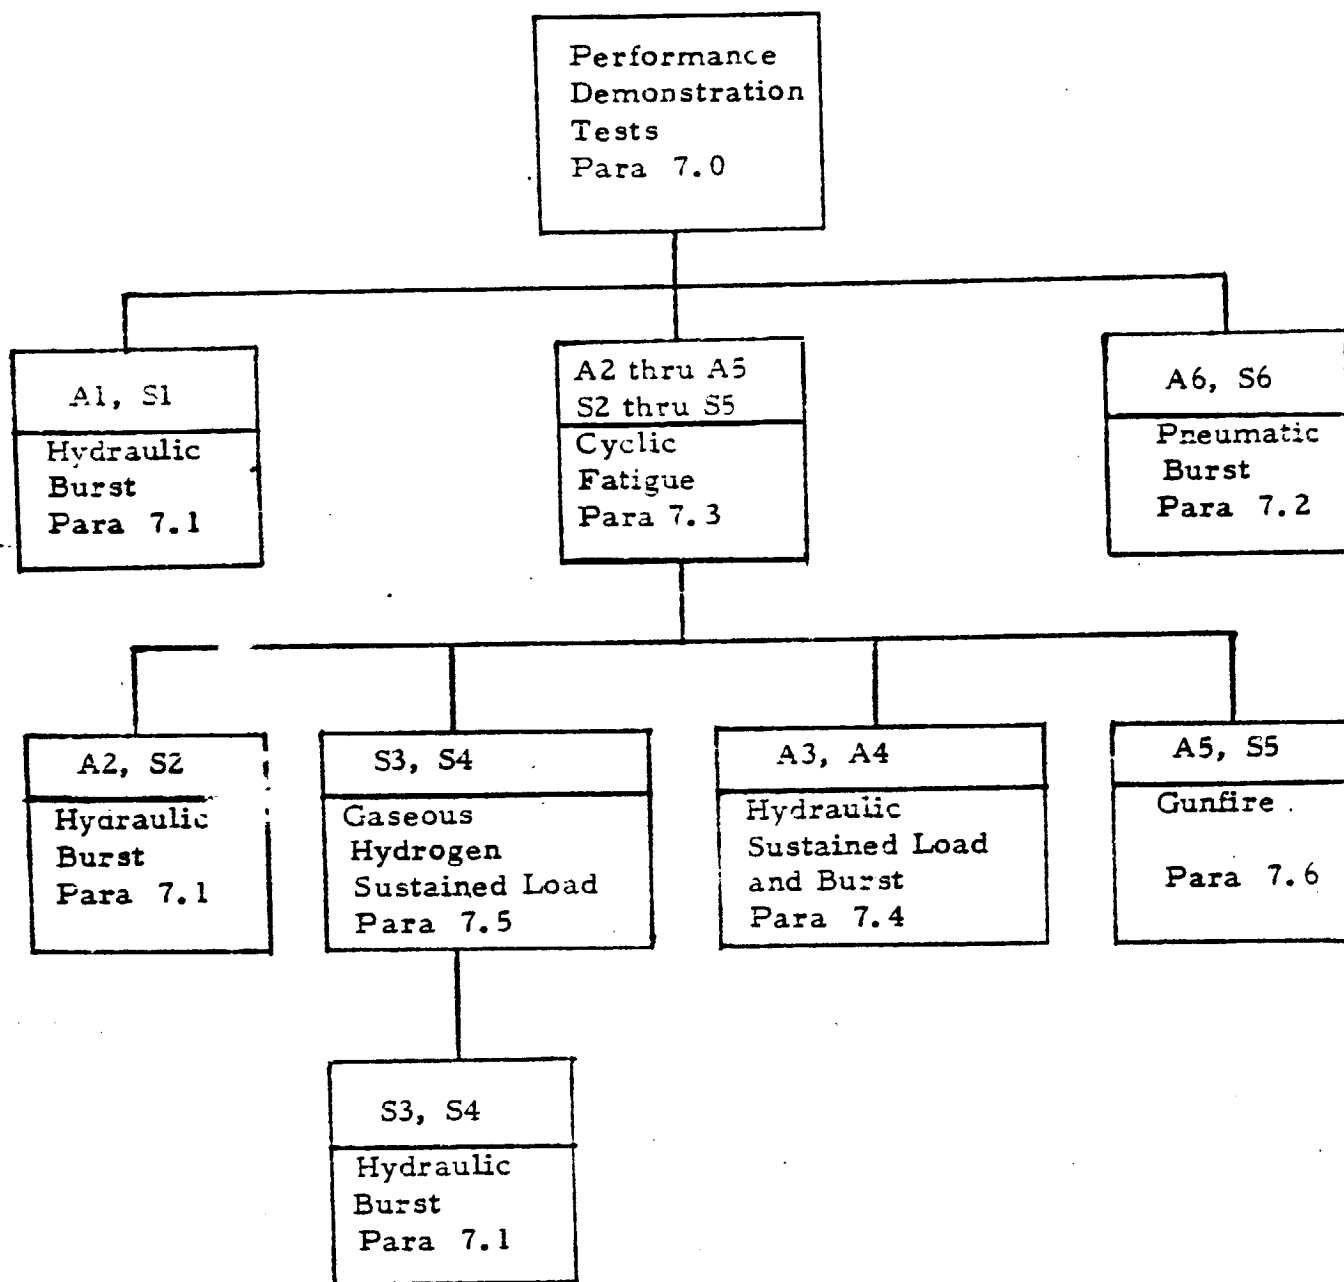 Performance
Demonstration
Tests
Para 7.0
A1, S1
Hydraulic
Burst
Para 7.1
A2 thru A5
S2 thru S5
Cyclic
Fatigue
Para 7.3
A6, S6
Pneumatic
Burst
Para 7.2
A2, S2
Hydraulic
Burst
Para 7.1
S3, S4
Gaseous
Hydrogen
Sustained Load
Para 7.5
A3, A4
Hydraulic
Sustained Load
and Burst
Para 7.4
A5, S5
Gunfire
Para 7.6
S3, S4
Hydraulic
Burst
Para 7.1